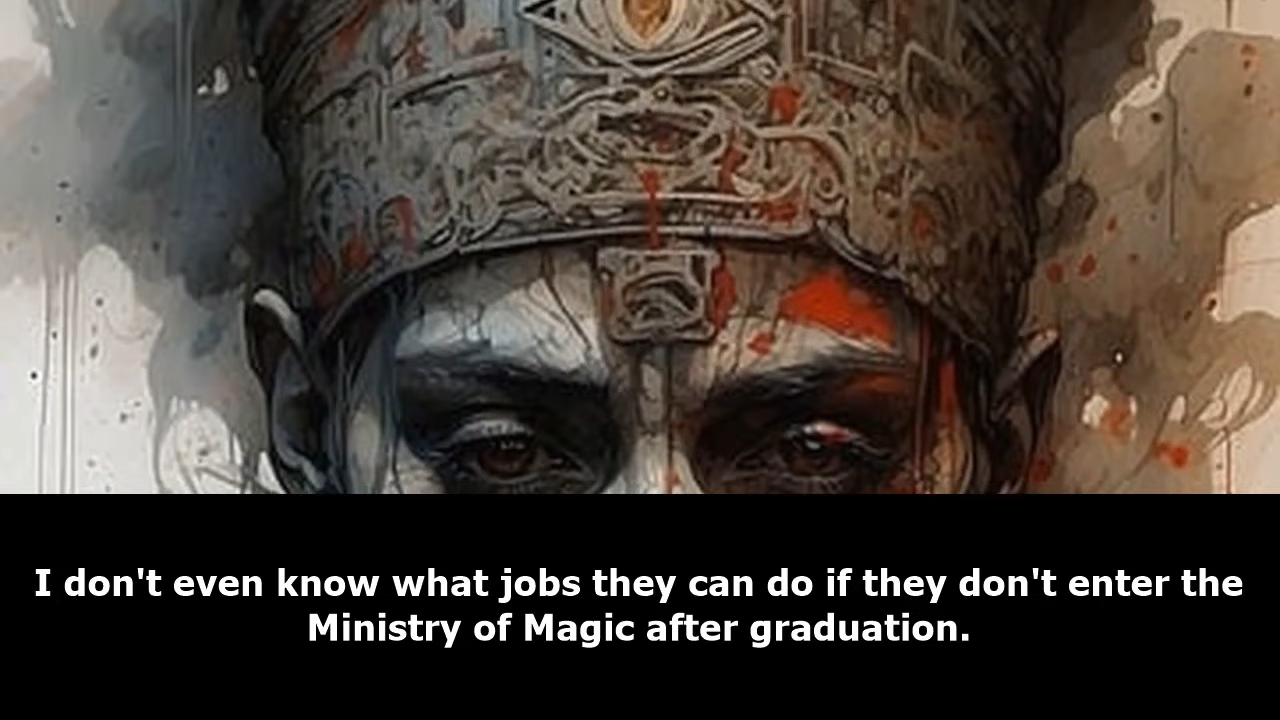 I don't even know what jobs they can do if they don't enter the
Ministry of Magic after graduation.